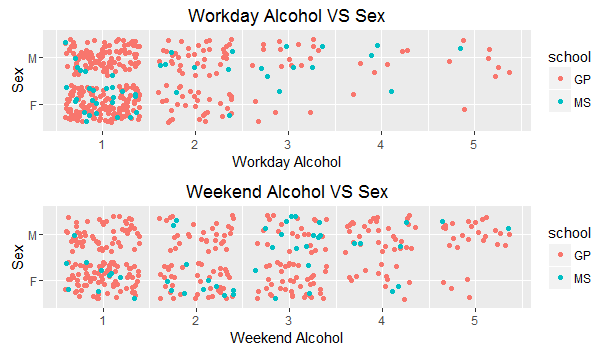 Workday Alcohol VS Sex
M
F
Sex
1 2 3 4 5
Workday Alcohol
school
GP
MS
Weekend Alcohol VS Sex
M
F
Sex
1 2 3 4 5
Weekend Alcohol
school
GP
MS